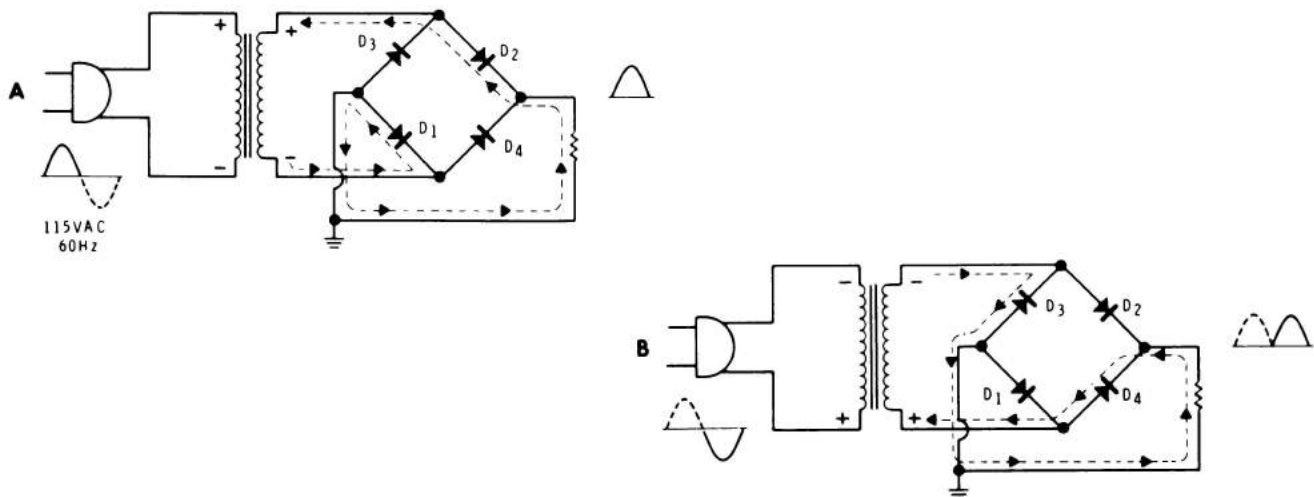 A
+
+
D3
D2
D1
D4
-
-
115VAC
60Hz
B
-
-
D3
D2
D1
D4
+
+